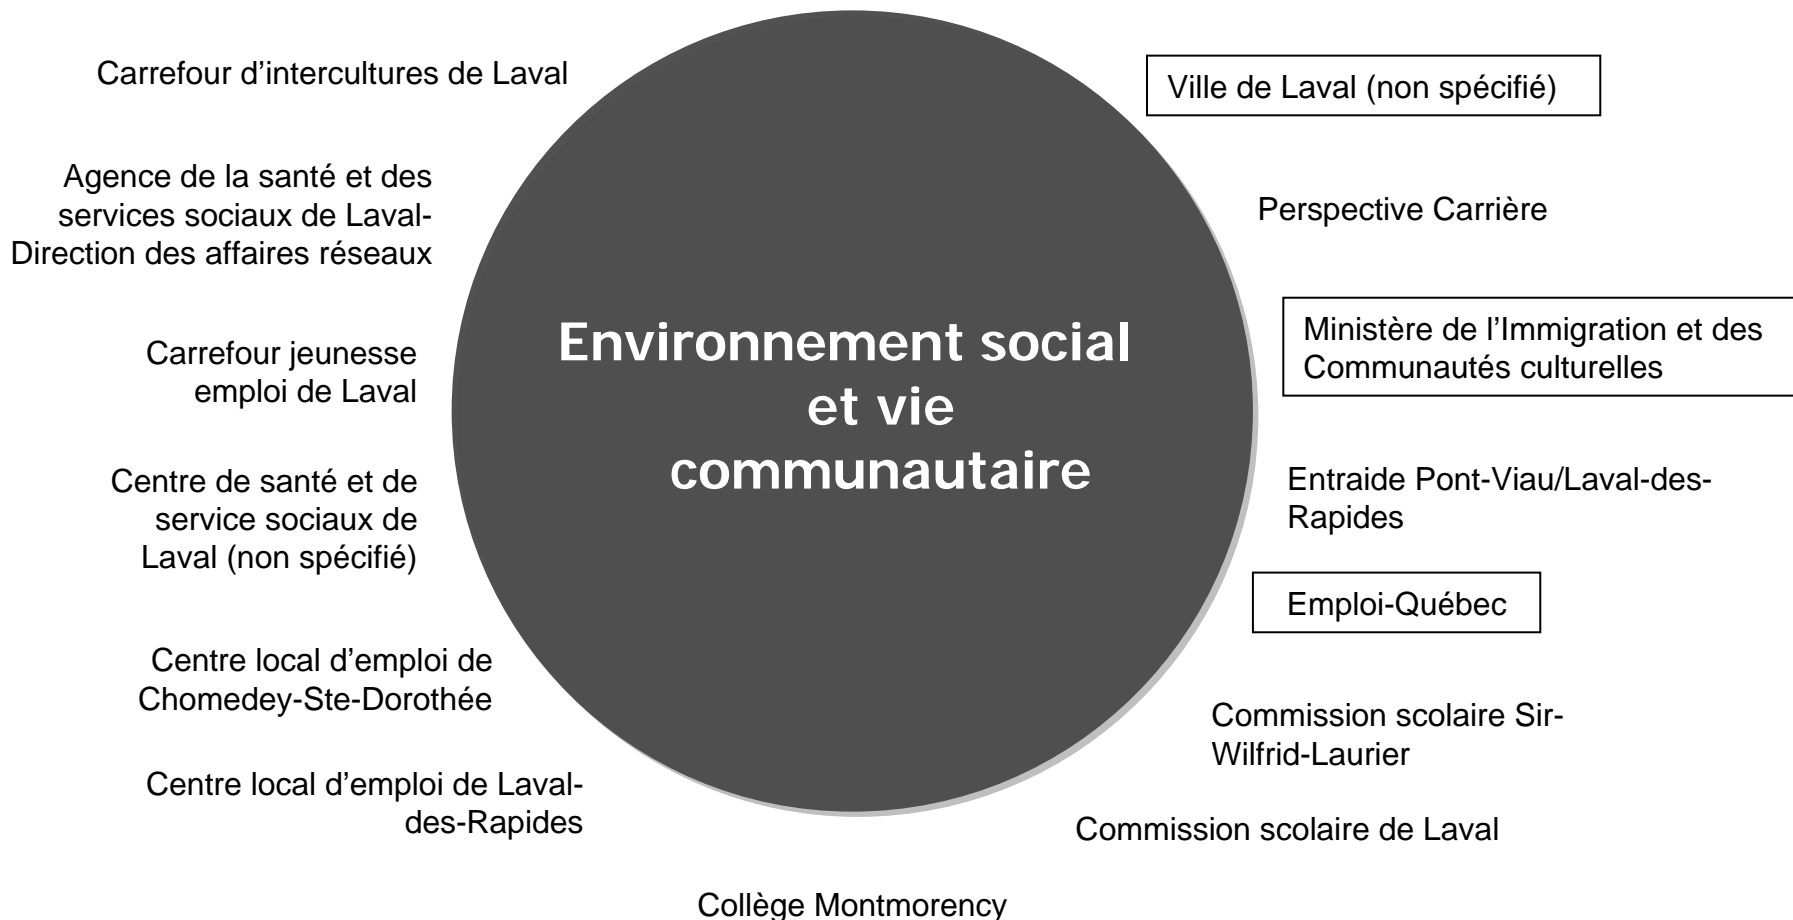 Carrefour d’intercultures de Laval
Agence de la santé et des
services sociaux de Laval-
Direction des affaires réseaux
Carrefour jeunesse
emploi de Laval
Centre de santé et de
service sociaux de
Laval (non spécifié)
Centre local d’emploi de
Chomedey-Ste-Dorothée
Centre local d’emploi de Laval-
des-Rapides
Environnement social
et vie
communautaire
Ville de Laval (non spécifié)
Perspective Carrière
Ministère de l’Immigration et des
Communautés culturelles
Entraide Pont-Viau/Laval-des-
Rapides
Emploi-Québec
Commission scolaire Sir-
Wilfrid-Laurier
Commission scolaire de Laval
Collège Montmorency